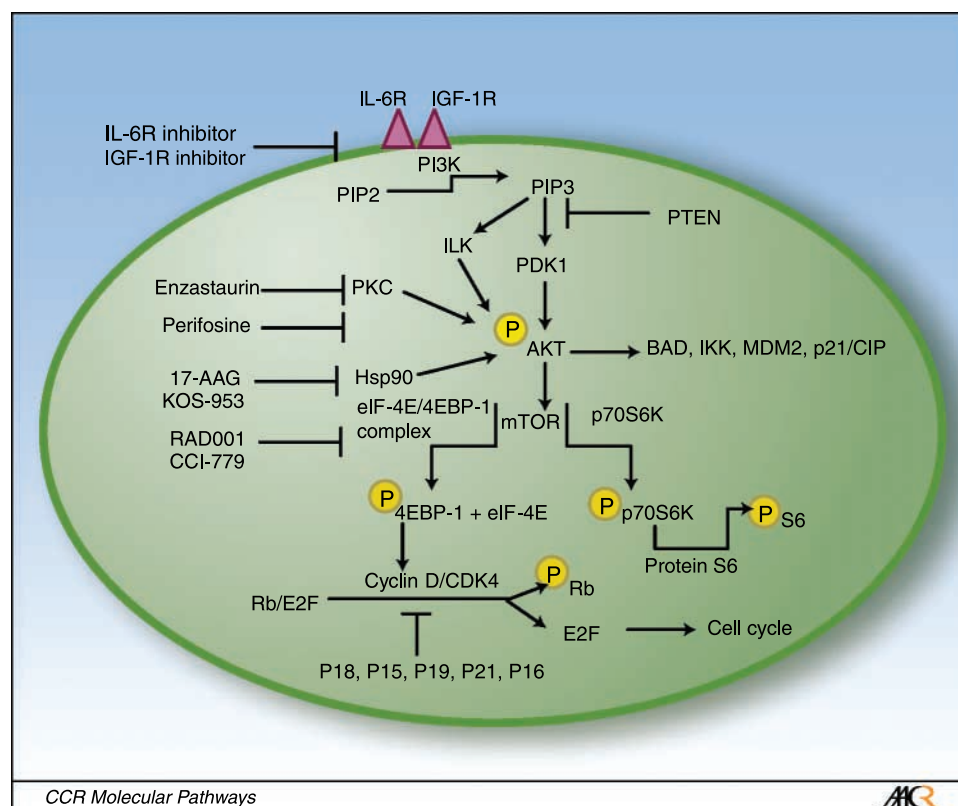 IL-6R IGF-1R
IL-6R inhibitor
IGF-1R inhibitor
PI3K
PIP2
PIP3
PTEN
ILK
PDK1
Enzastaurin
PKC
P
Perifosine
AKT
BAD, IKK, MDM2, p21/CIP
17-AAG
KOS-953
Hsp90
eIF-4E/4EBP-1
complex
mTOR
p70S6K
RAD001
CCI-779
P
4EBP-1 + eIF-4E
P
p70S6K
P
S6
Protein S6
Cyclin D/CDK4
P
Rb
Rb/E2F
E2F
Cell cycle
P18, P15, P19, P21, P16
CCR Molecular Pathways
AACR